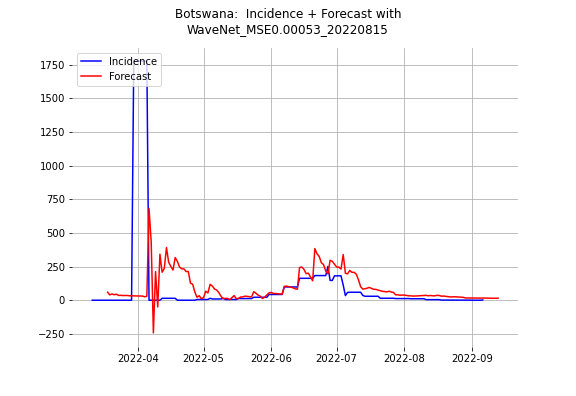 Botswana:  Incidence + Forecast with
WaveNet_MSE0.00053_20220815
Incidence
Forecast
1750
1500
1250
1000
750
500
250
0
−250
2022-04 2022-05 2022-06 2022-07 2022-08 2022-09